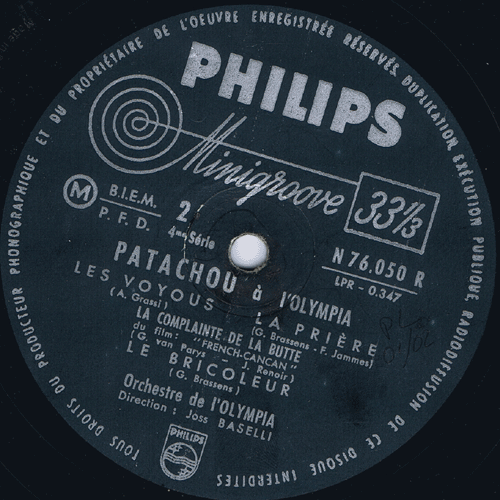 TOUS DROITS DU PRODUCTEUR PHONOGRAPHIQUE ET DU PROPRIÉTAIRE DE L'OEUVRE ENREGISTRÉE RÉSERVÉS. DUPLICATION, EXÉCUTION PUBLIQUE, RADIODIFFUSION DE CE DISQUE INTERDITES
PHILIPS
Minigroove 33 1/3
M B.I.E.M. 2
P.F.D. 4me Série
N 76.050 R
LPR - 0.347
PATACHOU à l'OLYMPIA
LES VOYOUS / LA PRIÈRE
(A. Grassi) (G. Brassens - F. Jammes)
LA COMPLAINTE DE LA BUTTE
du film: "FRENCH-CANCAN"
(G. van Parys - J. Renoir)
LE BRICOLEUR
(G. Brassens)
Orchestre de l'OLYMPIA
Direction : Joss BASELLI
PHILIPS